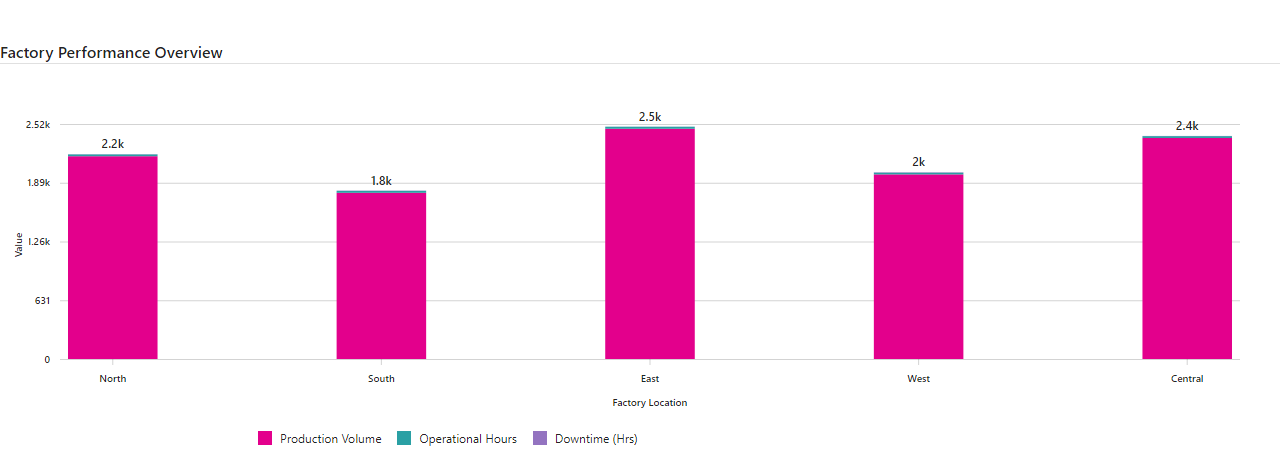 Factory Performance Overview
2.52k
1.89k
1.26k
631
0
Value
2.2k
1.8k
2.5k
2k
2.4k
North
South
East
West
Central
Factory Location
Production Volume
Operational Hours
Downtime (Hrs)